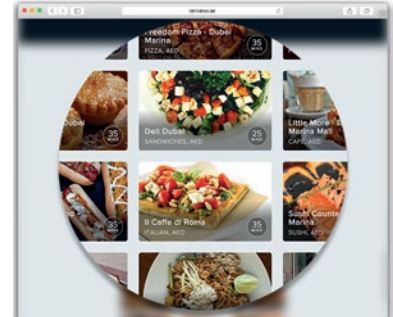 Freedom Pizza - Dubai
Marina
PIZZA, AED
35
MINS
Dubai
35
MINS
Deli Dubai
SANDWICHES, AED
25
MINS
Little More -
Marina Mall
CAFE, AED
35
MINS
Il Caffe di Roma
ITALIAN, AED
35
MINS
Sushi Counte
Marina
SUSHI, AED